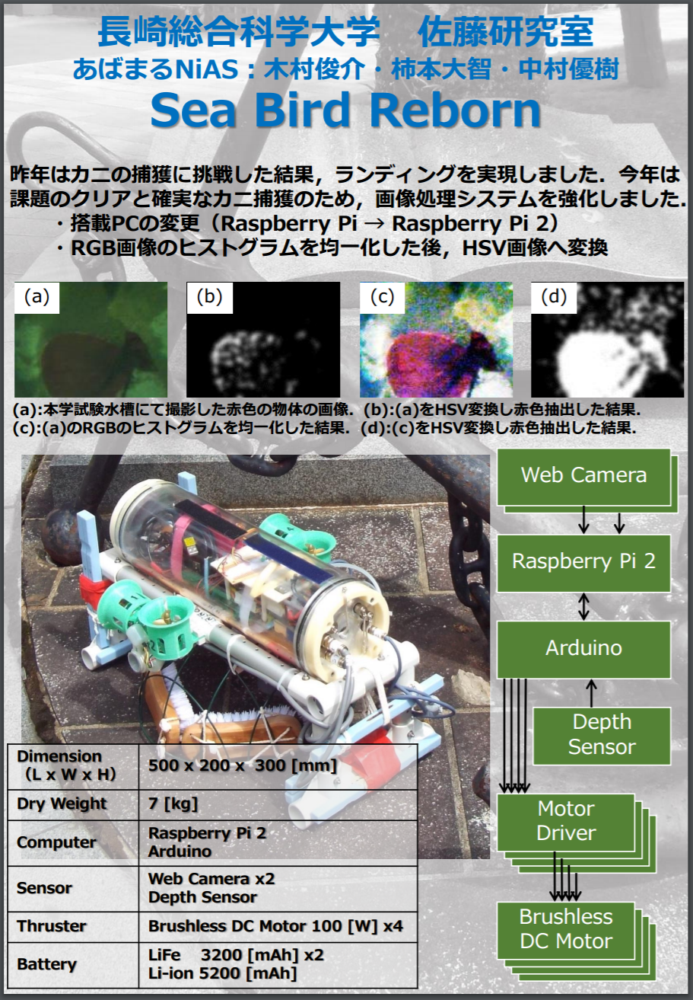 長崎総合科学大学　佐藤研究室
あばまるNiAS：木村俊介・柿本大智・中村優樹
Sea Bird Reborn
昨年はカニの捕獲に挑戦した結果，ランディングを実現しました．今年は
課題のクリアと確実なカニ捕獲のため，画像処理システムを強化しました．
・搭載PCの変更（Raspberry Pi → Raspberry Pi 2）
・RGB画像のヒストグラムを均一化した後，HSV画像へ変換
(a)
(b)
(c)
(d)
(a):本学試験水槽にて撮影した赤色の物体の画像．(b):(a)をHSV変換し赤色抽出した結果．
(c):(a)のRGBのヒストグラムを均一化した結果．(d):(c)をHSV変換し赤色抽出した結果．
Web Camera
Raspberry Pi 2
Arduino
Depth
Sensor
Motor
Driver
Brushless
DC Motor
Dimension
（L x W x H）
500 x 200 x 300 [mm]
Dry Weight
7 [kg]
Computer
Raspberry Pi 2
Arduino
Sensor
Web Camera x2
Depth Sensor
Thruster
Brushless DC Motor 100 [W] x4
Battery
LiFe 3200 [mAh] x2
Li-ion 5200 [mAh]